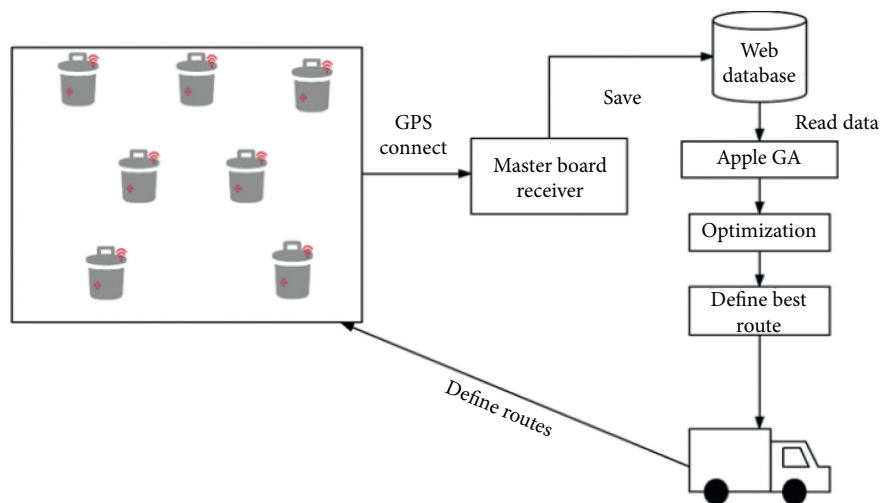 GPS
connect
Master board
receiver
Save
Web
database
Read data
Apple GA
Optimization
Define best
route
Define routes